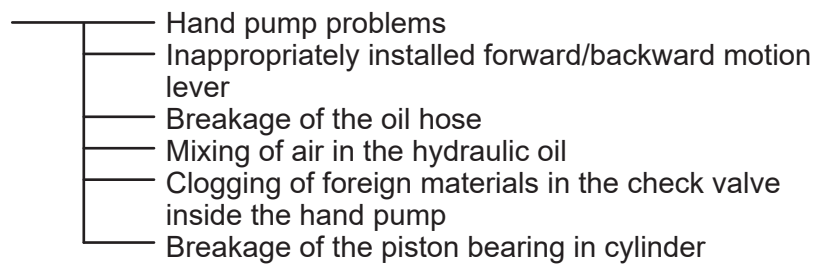 Hand pump problems
Inappropriately installed forward/backward motion
lever
Breakage of the oil hose
Mixing of air in the hydraulic oil
Clogging of foreign materials in the check valve
inside the hand pump
Breakage of the piston bearing in cylinder